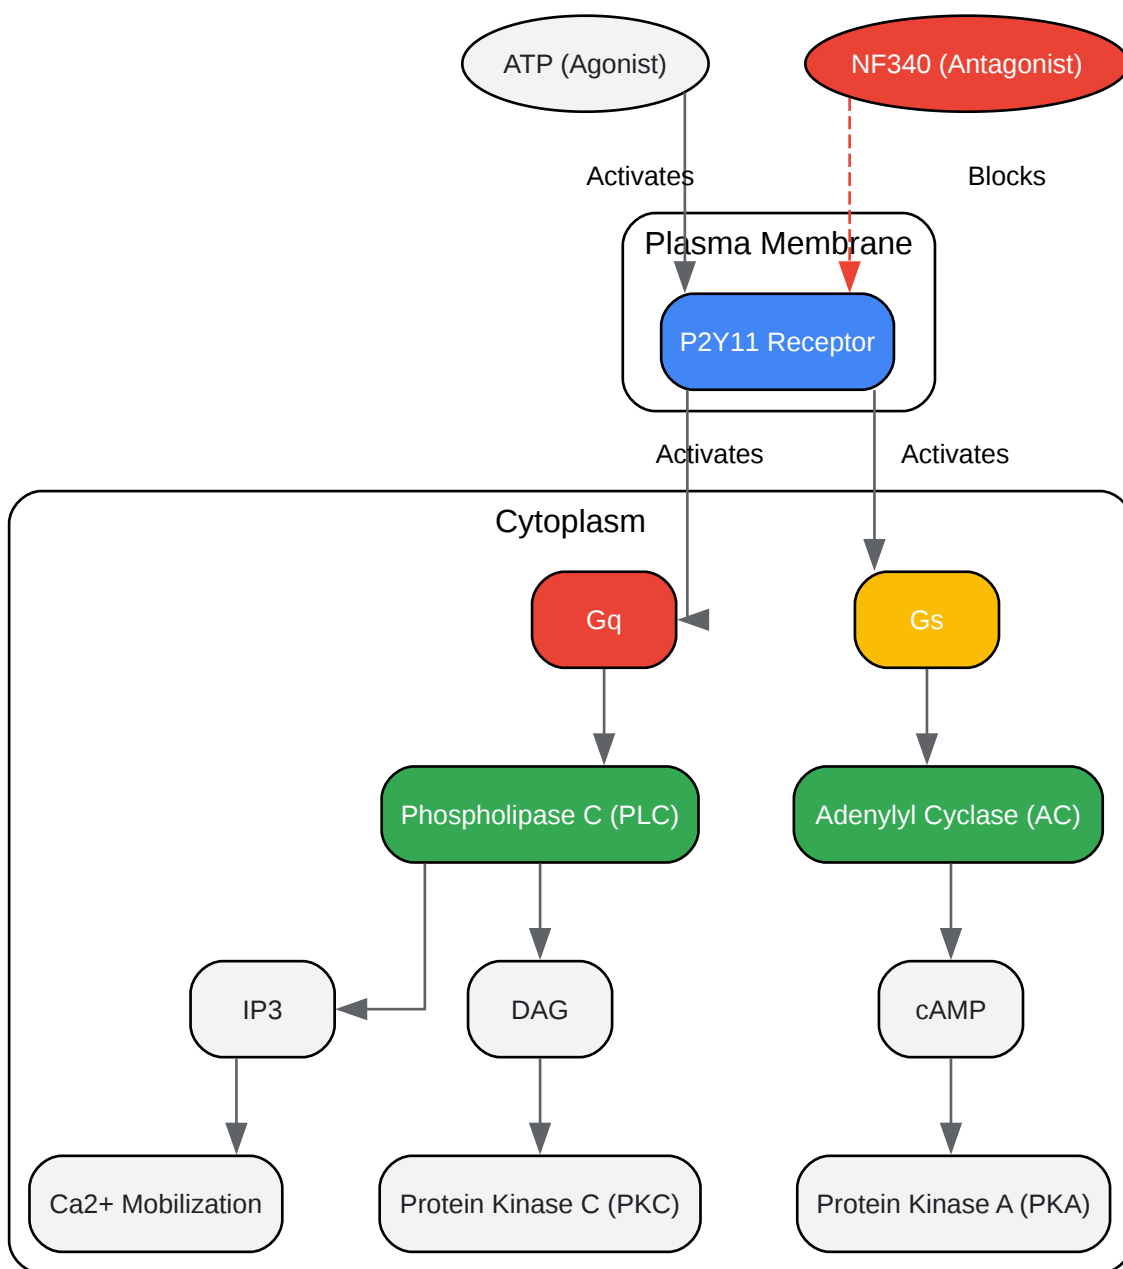 ATP (Agonist)
NF340 (Antagonist)
Activates
Blocks
Plasma Membrane
P2Y11 Receptor
Activates
Activates
Cytoplasm
Gq
Gs
Phospholipase C (PLC)
Adenylyl Cyclase (AC)
IP3
DAG
cAMP
Ca2+ Mobilization
Protein Kinase C (PKC)
Protein Kinase A (PKA)